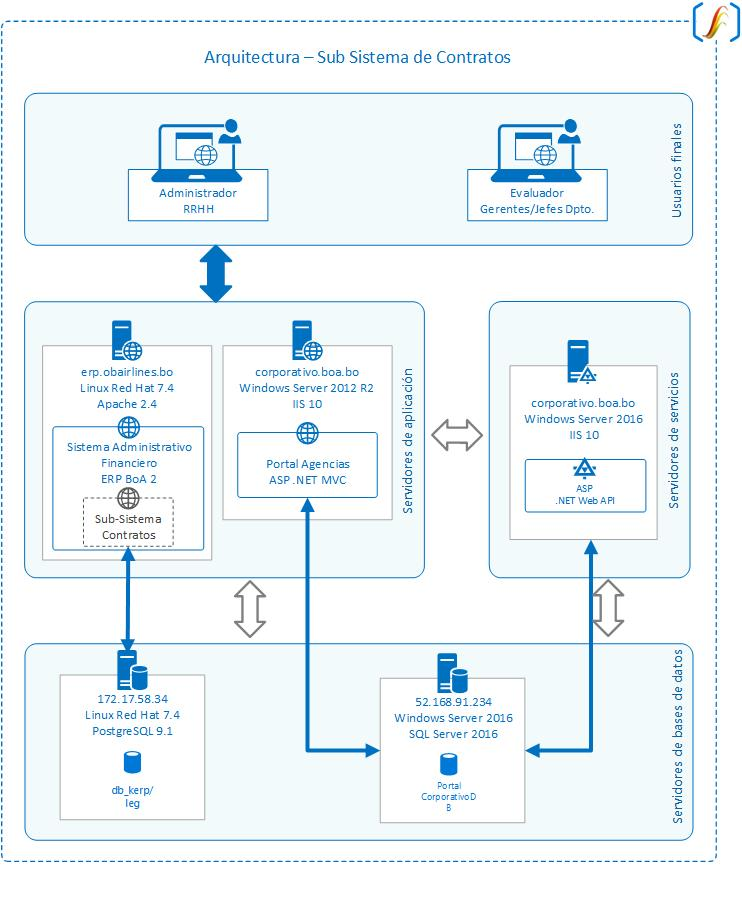 Arquitectura – Sub Sistema de Contratos
Administrador
RRHH
Evaluador
Gerentes/Jefes Dpto.
Usuarios finales
erp.obairlines.bo
Linux Red Hat 7.4
Apache 2.4
Sistema Administrativo
Financiero
ERP BoA 2
Sub-Sistema
Contratos
corporativo.boa.bo
Windows Server 2012 R2
IIS 10
Portal Agencias
ASP .NET MVC
Servidores de aplicación
corporativo.boa.bo
Windows Server 2016
IIS 10
ASP
.NET Web API
Servidores de servicios
172.17.58.34
Linux Red Hat 7.4
PostgreSQL 9.1
db_kerp/
leg
52.168.91.234
Windows Server 2016
SQL Server 2016
Portal
CorporativoD
B
Servidores de bases de datos